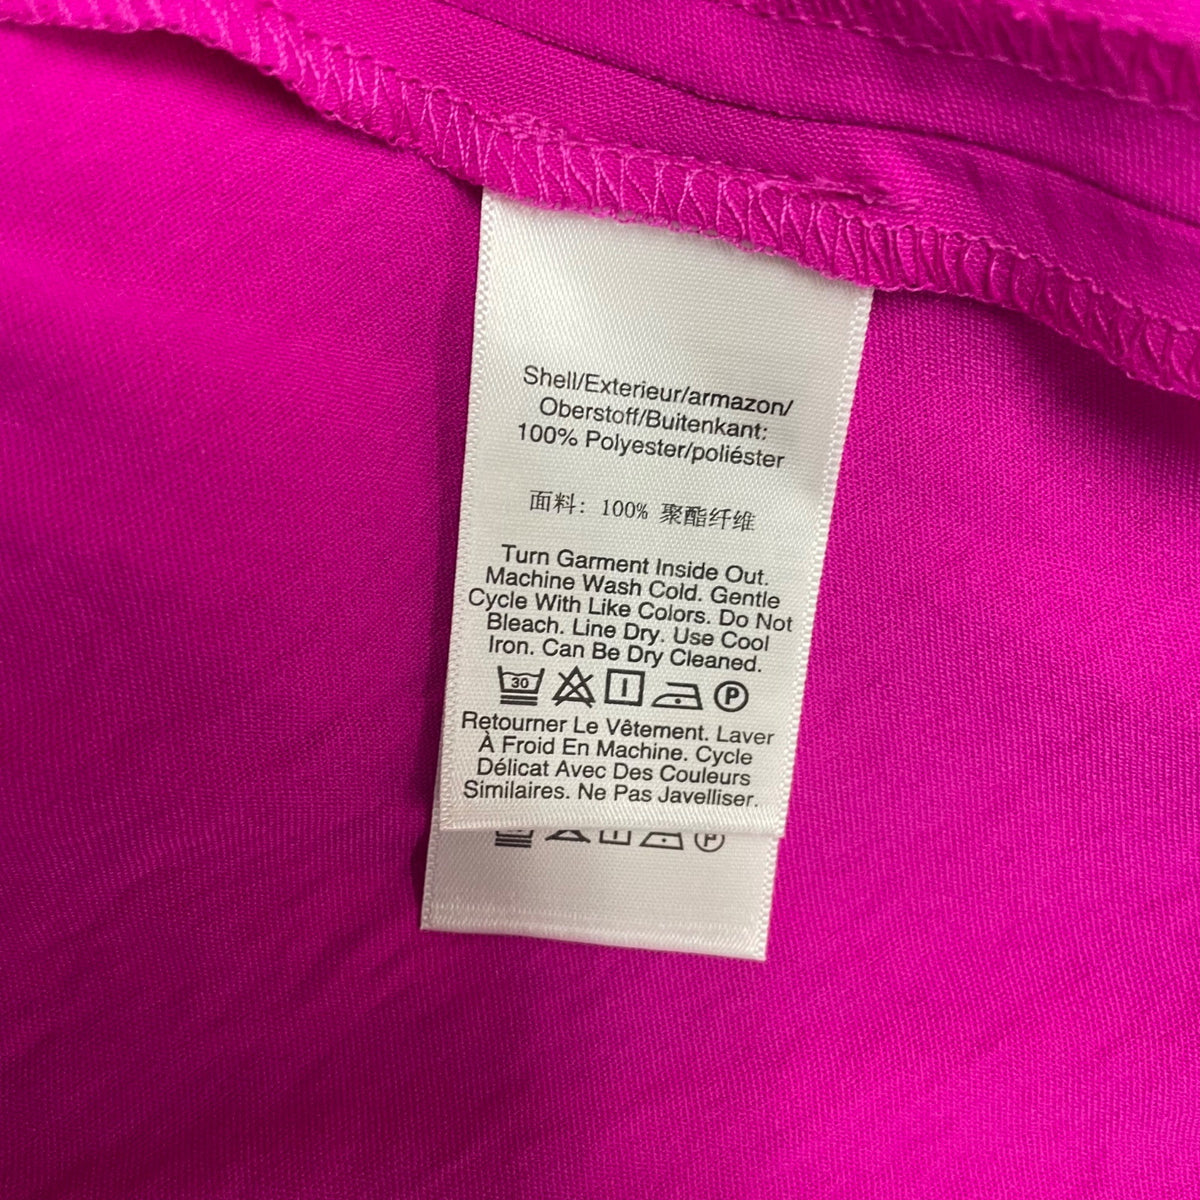 Shell/Exterieur/armazon/
Oberstoff/Buitenkant:
100% Polyester/poliéster
面料: 100% 聚酯纤维
Turn Garment Inside Out.
Machine Wash Cold. Gentle
Cycle With Like Colors. Do Not
Bleach. Line Dry. Use Cool
Iron. Can Be Dry Cleaned.
30 P
Retourner Le Vêtement. Laver
À Froid En Machine. Cycle
Délicat Avec Des Couleurs
Similaires. Ne Pas Javelliser.
P